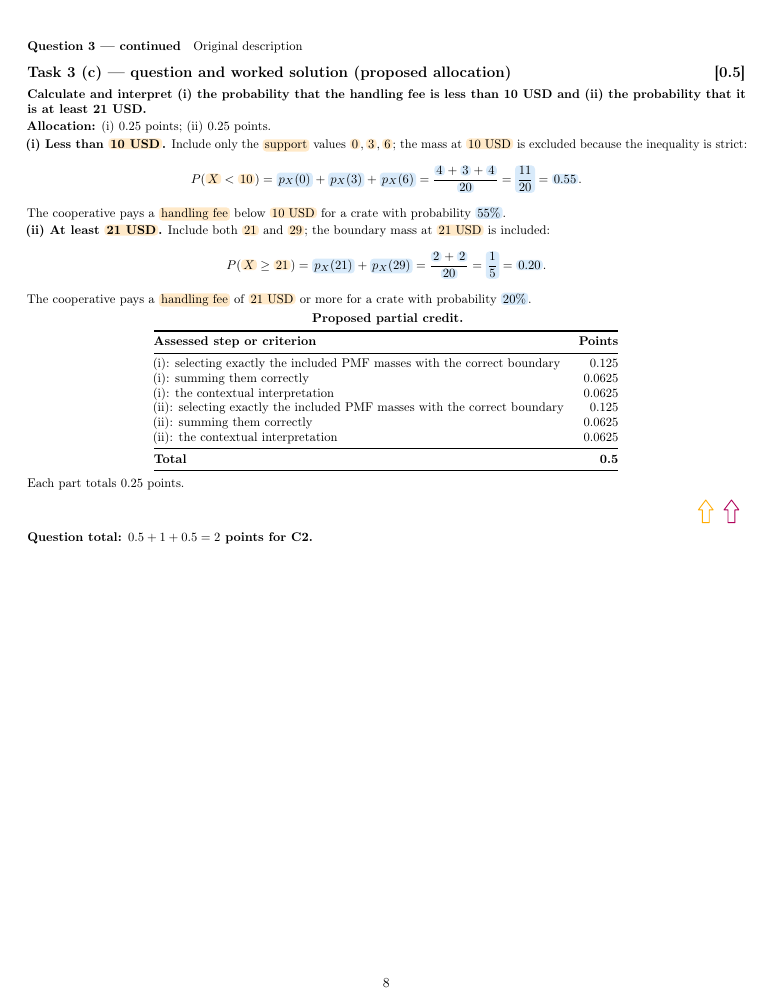 Question 3 — continued Original description
Task 3 (c) — question and worked solution (proposed allocation) [0.5]
Calculate and interpret (i) the probability that the handling fee is less than 10 USD and (ii) the probability that it
is at least 21 USD.
Allocation: (i) 0.25 points; (ii) 0.25 points.
(i) Less than 10 USD. Include only the support values 0, 3, 6; the mass at 10 USD is excluded because the inequality is strict:
P(X < 10) = p_X(0) + p_X(3) + p_X(6) = \frac{4 + 3 + 4}{20} = \frac{11}{20} = 0.55.
The cooperative pays a handling fee below 10 USD for a crate with probability 55%.
(ii) At least 21 USD. Include both 21 and 29; the boundary mass at 21 USD is included:
P(X ≥ 21) = p_X(21) + p_X(29) = \frac{2 + 2}{20} = \frac{1}{5} = 0.20.
The cooperative pays a handling fee of 21 USD or more for a crate with probability 20%.
Proposed partial credit.
Assessed step or criterion Points
(i): selecting exactly the included PMF masses with the correct boundary 0.125
(i): summing them correctly 0.0625
(i): the contextual interpretation 0.0625
(ii): selecting exactly the included PMF masses with the correct boundary 0.125
(ii): summing them correctly 0.0625
(ii): the contextual interpretation 0.0625
Total 0.5
Each part totals 0.25 points.
Question total: 0.5 + 1 + 0.5 = 2 points for C2.
8